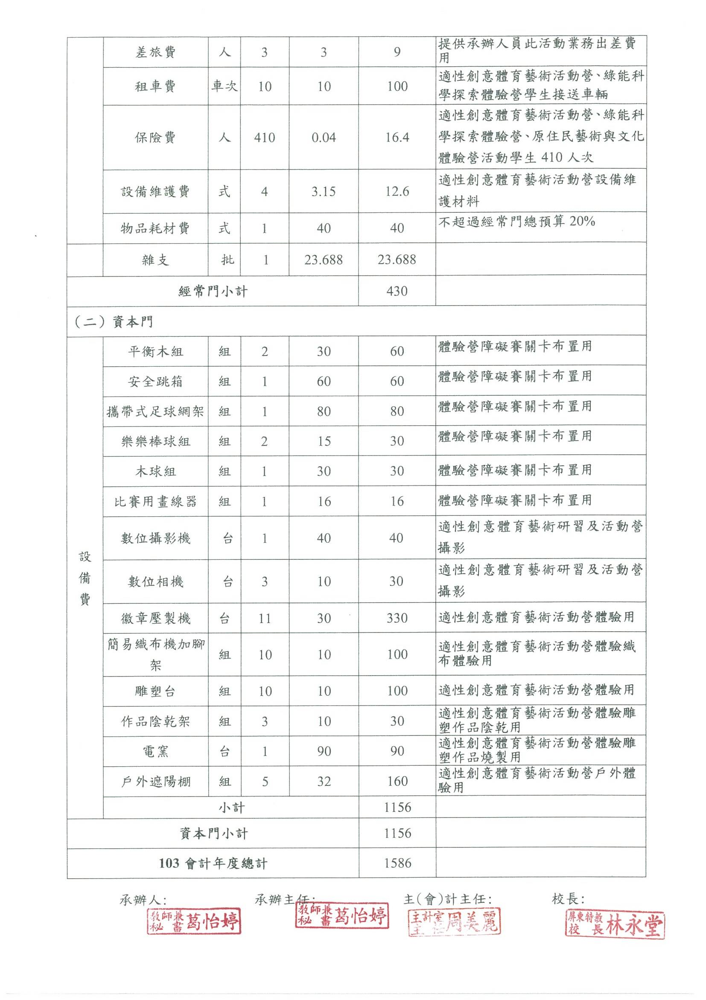 差旅費 人 3 3 9 提供承辦人員此活動業務出差費
用
租車費 車次 10 10 100 適性創意體育藝術活動營、綠能科
學探索體驗營學生接送車輛
保險費 人 410 0.04 16.4 適性創意體育藝術活動營、綠能科
學探索體驗營、原住民藝術與文化
體驗營活動學生 410 人次
設備維護費 式 4 3.15 12.6 適性創意體育藝術活動營設備維
護材料
物品耗材費 式 1 40 40 不超過經常門總預算 20%
雜支 批 1 23.688 23.688
經常門小計 430
（二）資本門
設
備
費
平衡木組 組 2 30 60 體驗營障礙賽關卡布置用
安全跳箱 組 1 60 60 體驗營障礙賽關卡布置用
攜帶式足球網架 組 1 80 80 體驗營障礙賽關卡布置用
樂樂棒球組 組 2 15 30 體驗營障礙賽關卡布置用
木球組 組 1 30 30 體驗營障礙賽關卡布置用
比賽用畫線器 組 1 16 16 體驗營障礙賽關卡布置用
數位攝影機 台 1 40 40 適性創意體育藝術研習及活動營
攝影
數位相機 台 3 10 30 適性創意體育藝術研習及活動營
攝影
徽章壓製機 台 11 30 330 適性創意體育藝術活動營體驗用
簡易織布機加腳
架 組 10 10 100 適性創意體育藝術活動營體驗織
布體驗用
雕塑台 組 10 10 100 適性創意體育藝術活動營體驗用
作品陰乾架 組 3 10 30 適性創意體育藝術活動營體驗雕
塑作品陰乾用
電窯 台 1 90 90 適性創意體育藝術活動營體驗雕
塑作品燒製用
戶外遮陽棚 組 5 32 160 適性創意體育藝術活動營戶外體
驗用
小計 1156
資本門小計 1156
103 會計年度總計 1586
承辦人： 承辦主任： 主（會）計主任： 校長：
教師兼
秘書 葛怡婷
教師兼
秘書 葛怡婷
主計室
主任 周美麗
屏東特教
校長 林永堂